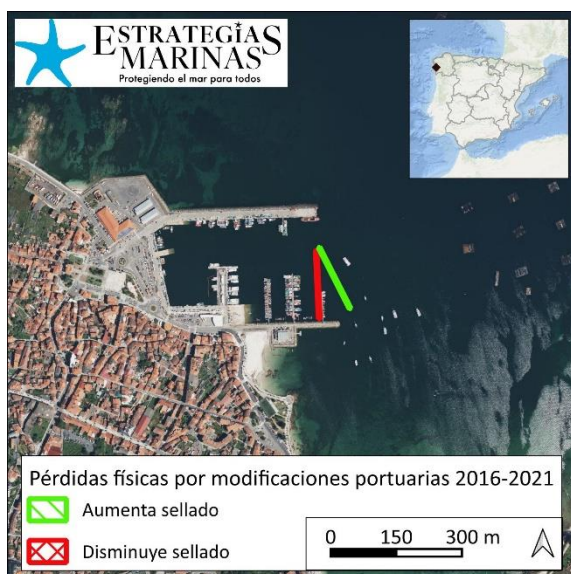 ESTRATEGIAS
MARINAS
Protegiendo el mar para todos
Pérdidas físicas por modificaciones portuarias 2016-2021
Aumenta sellado
Disminuye sellado
0 150 300 m